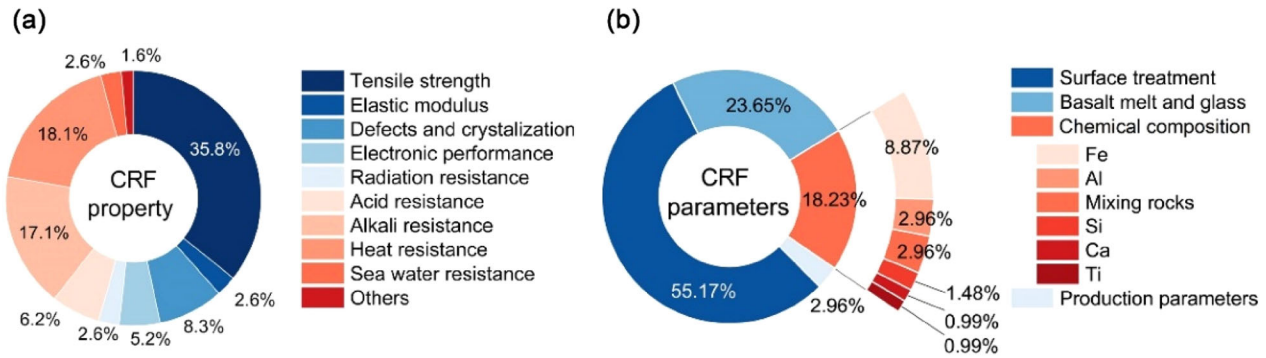 (a)
1.6%
2.6%
18.1%
35.8%
CRF
property
17.1%
6.2%
2.6%
5.2%
8.3%
2.6%
Tensile strength
Elastic modulus
Defects and crystalization
Electronic performance
Radiation resistance
Acid resistance
Alkali resistance
Heat resistance
Sea water resistance
Others
(b)
23.65%
8.87%
CRF
parameters
18.23%
2.96%
2.96%
55.17%
2.96%
1.48%
0.99%
0.99%
Surface treatment
Basalt melt and glass
Chemical composition
Fe
Al
Mixing rocks
Si
Ca
Ti
Production parameters